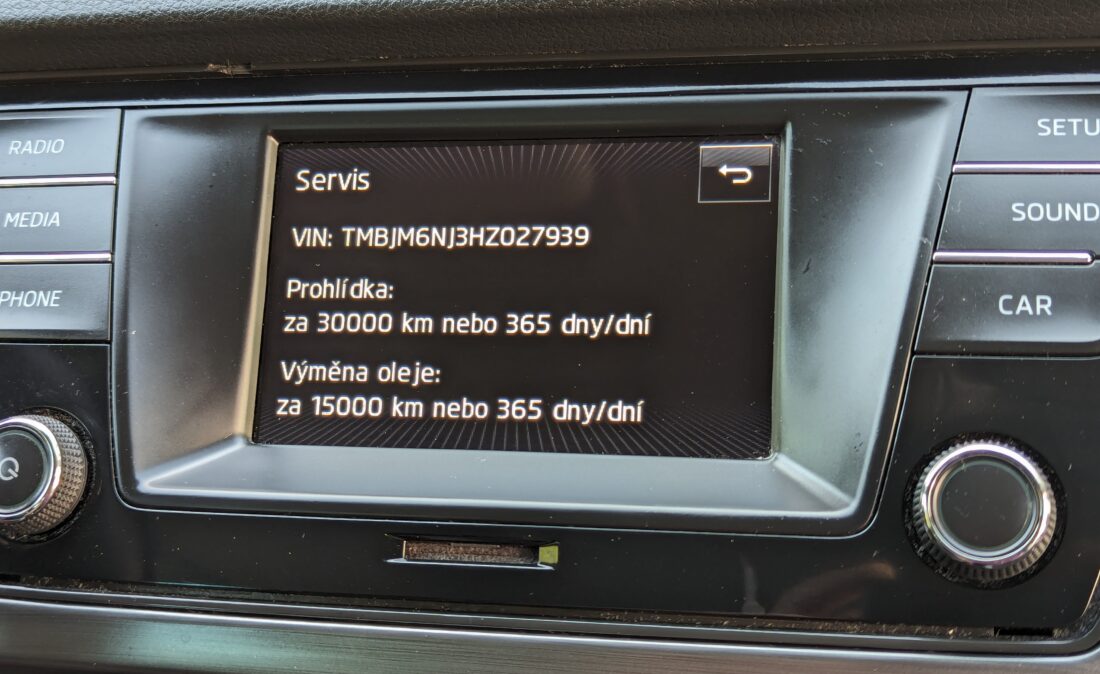 RADIO
MEDIA
PHONE
Servis
VIN: TMBJM6NJ3HZ027939
Prohlídka:
za 30000 km nebo 365 dny/dní
Výměna oleje:
za 15000 km nebo 365 dny/dní
SETU
SOUND
CAR